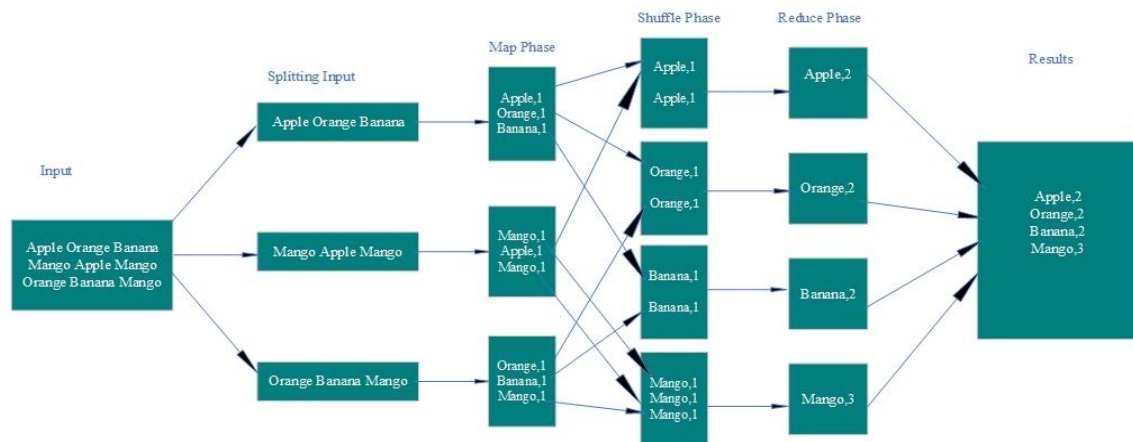 Input
Apple Orange Banana
Mango Apple Mango
Orange Banana Mango
Splitting Input
Apple Orange Banana
Mango Apple Mango
Orange Banana Mango
Map Phase
Apple,1
Orange,1
Banana,1
Mango,1
Apple,1
Mango,1
Orange,1
Banana,1
Mango,1
Shuffle Phase
Apple,1
Apple,1
Orange,1
Orange,1
Banana,1
Banana,1
Mango,1
Mango,1
Mango,1
Reduce Phase
Apple,2
Orange,2
Banana,2
Mango,3
Results
Apple,2
Orange,2
Banana,2
Mango,3